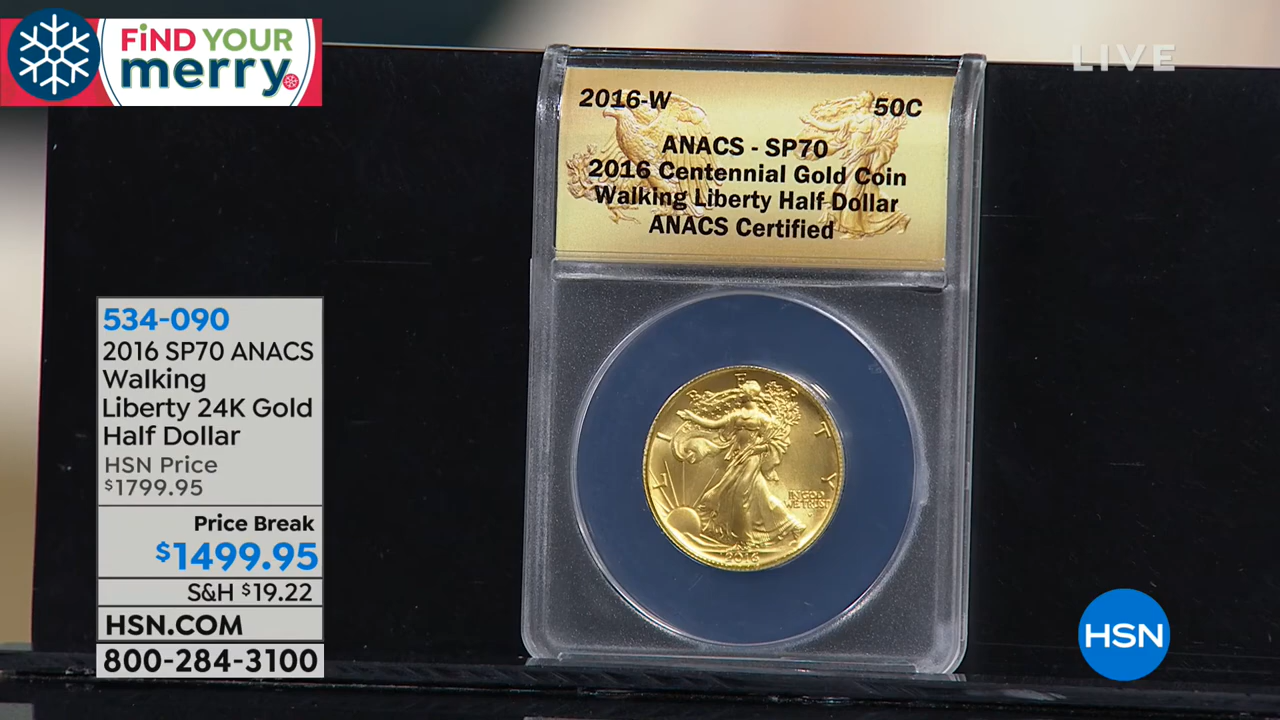 FiND YOUR
merry
LIVE
2016-W
50C
ANACS - SP70
2016 Centennial Gold Coin
Walking Liberty Half Dollar
ANACS Certified
534-090
2016 SP70 ANACS
Walking
Liberty 24K Gold
Half Dollar
HSN Price
$1799.95
Price Break
$1499.95
S&H $19.22
HSN.COM
800-284-3100
LIBERTY
IN GOD
WE TRUST
2016
HSN